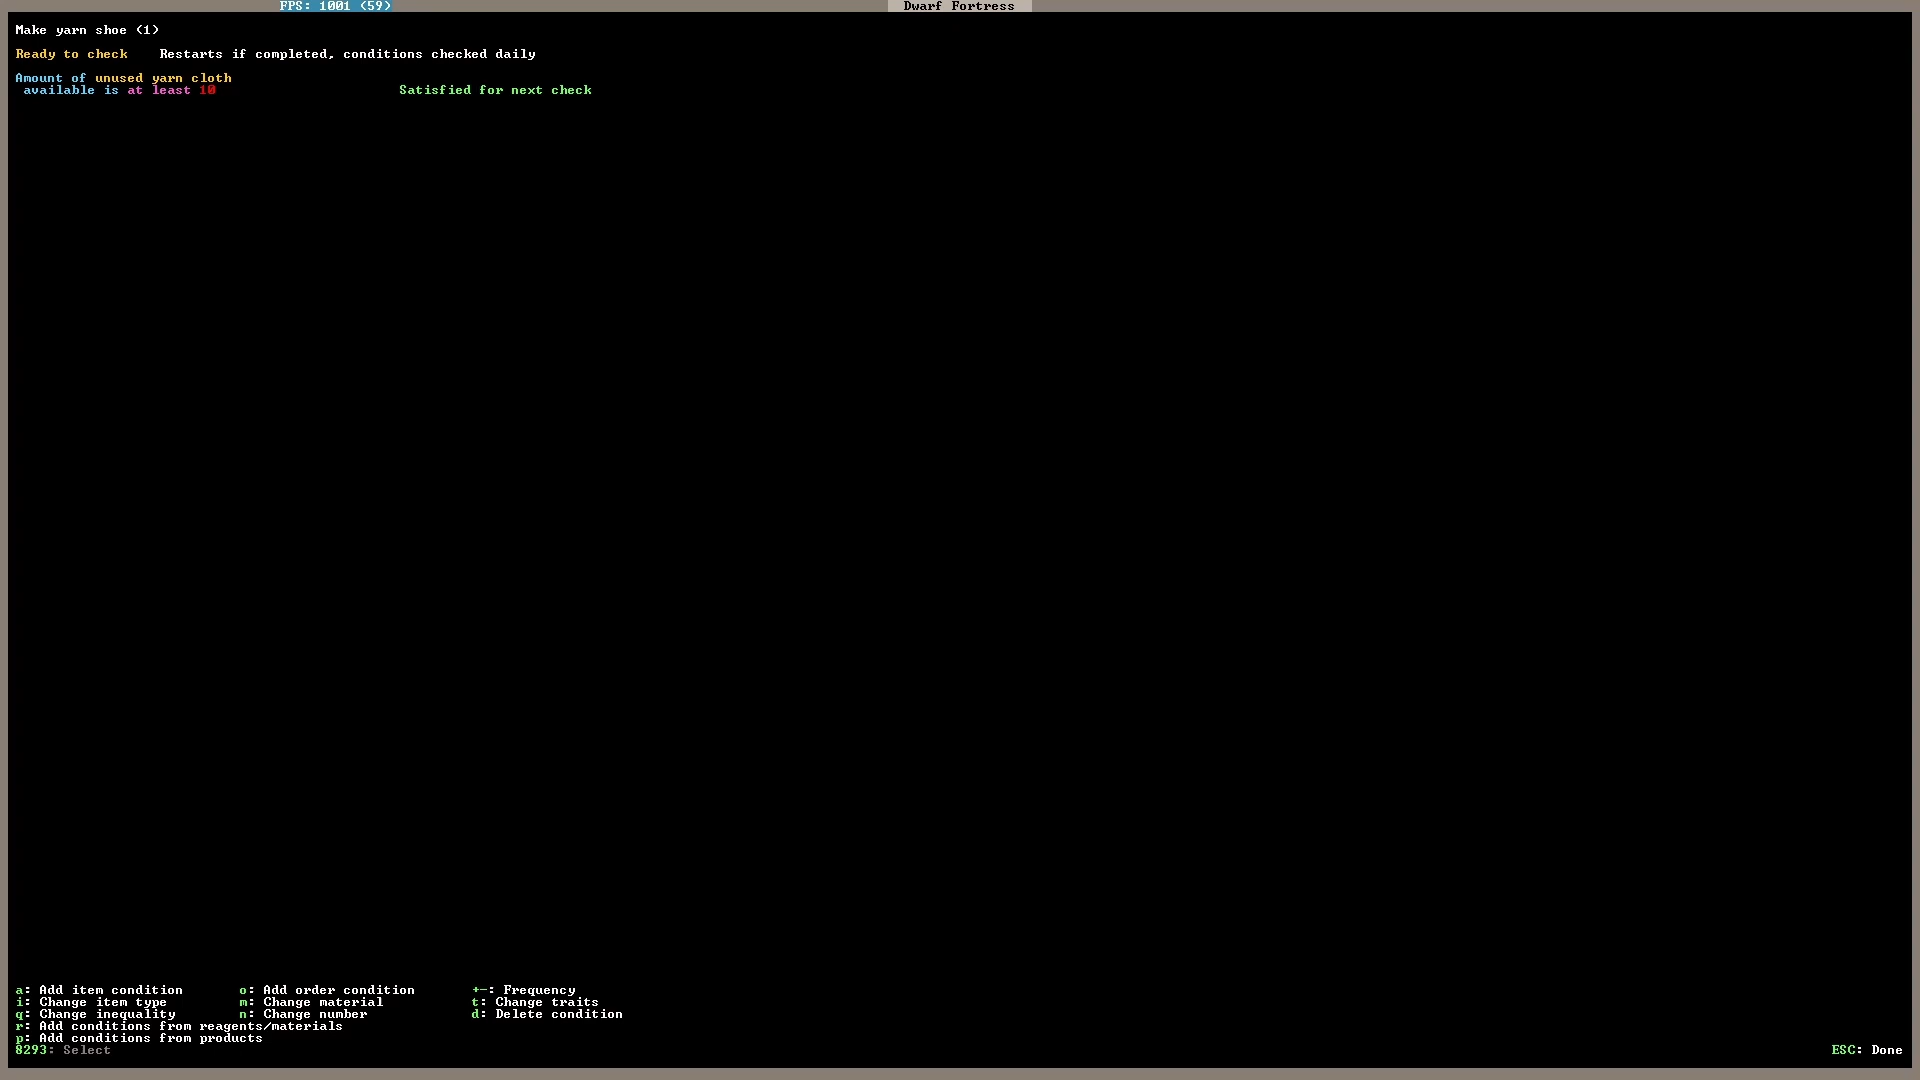 FPS: 1001 (59) Dwarf Fortress
Make yarn shoe (1)
Ready to check Restarts if completed, conditions checked daily
Amount of unused yarn cloth
available is at least 10 Satisfied for next check
a: Add item condition o: Add order condition +-: Frequency
i: Change item type m: Change material t: Change traits
q: Change inequality n: Change number d: Delete condition
r: Add conditions from reagents/materials
p: Add conditions from products
8293: Select ESC: Done